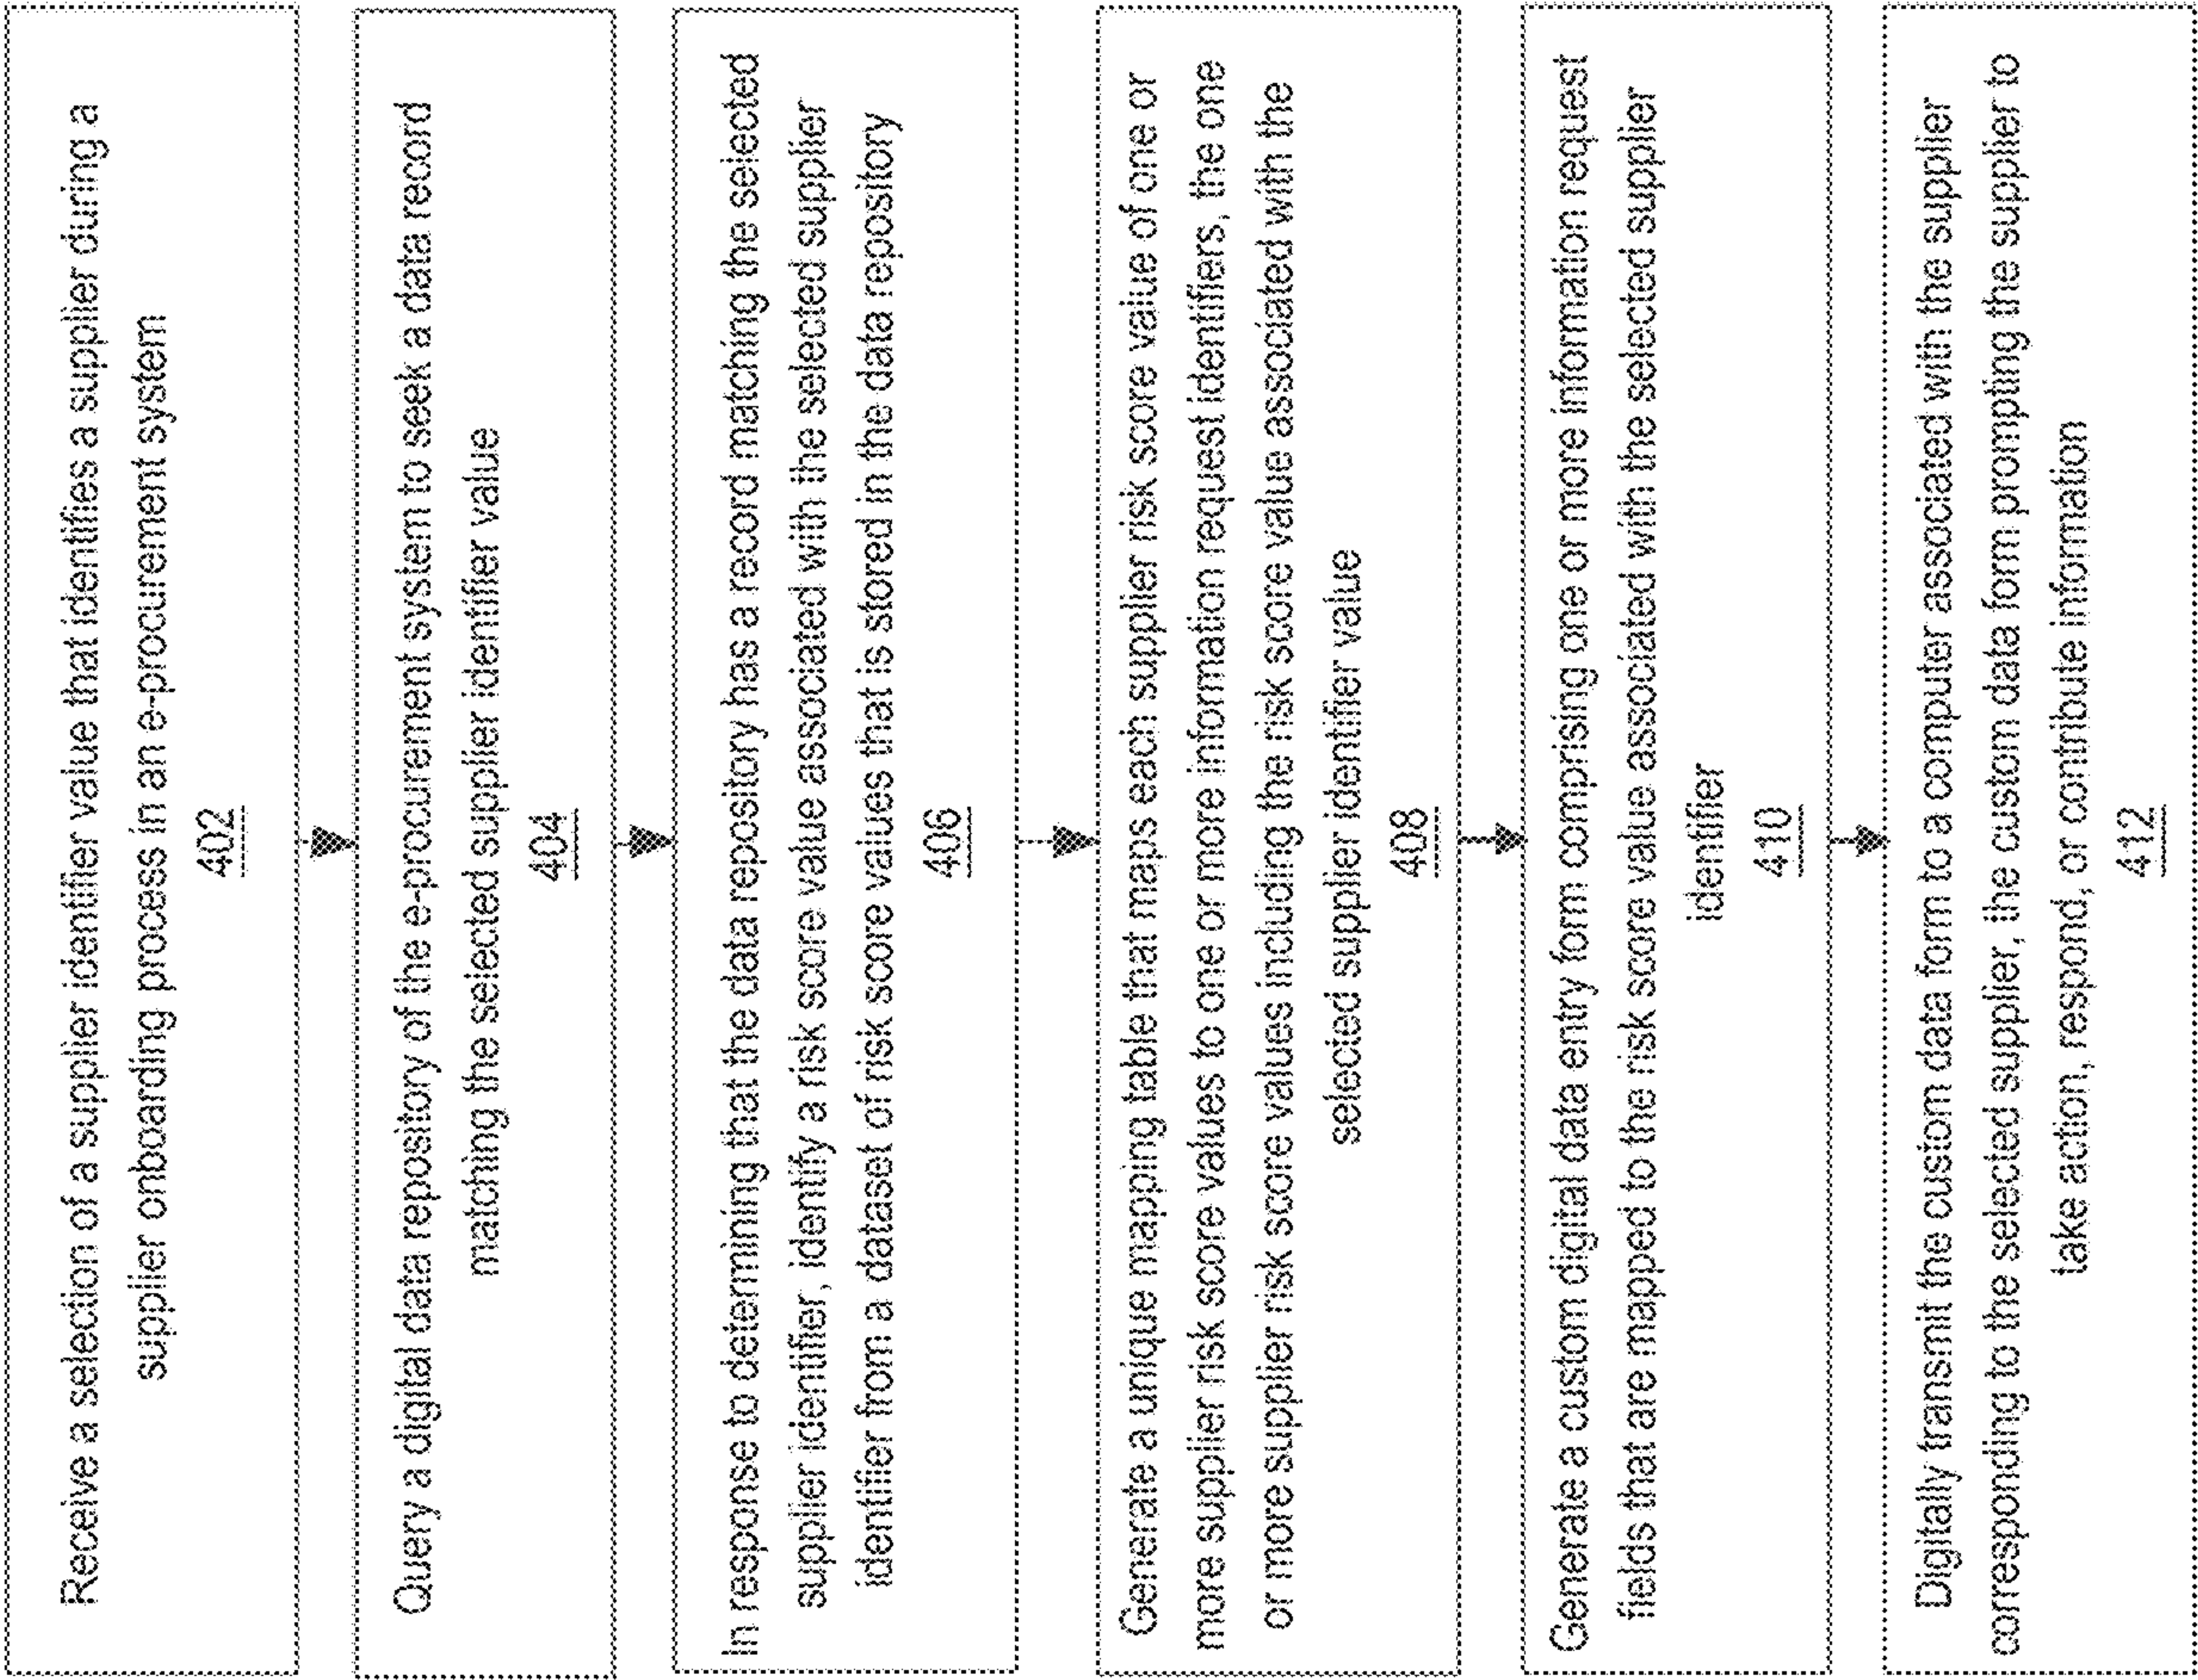 Receive a selection of a supplier identifier value that identifies a supplier during a
supplier onboarding process in an e-procurement system
402
Query a digital data repository of the e-procurement system to seek a data record
matching the selected supplier identifier value
404
In response to determining that the data repository has a record matching the selected
supplier identifier, identify a risk score value associated with the selected supplier
identifier from a dataset of risk score values that is stored in the data repository
406
Generate a unique mapping table that maps each supplier risk score value of one or
more supplier risk score values to one or more information request identifiers, the one
or more supplier risk score values including the risk score value associated with the
selected supplier identifier value
408
Generate a custom digital data entry form comprising one or more information request
fields that are mapped to the risk score value associated with the selected supplier
identifier
410
Digitally transmit the custom data form to a computer associated with the supplier
corresponding to the selected supplier, the custom data form prompting the supplier to
take action, respond, or contribute information
412